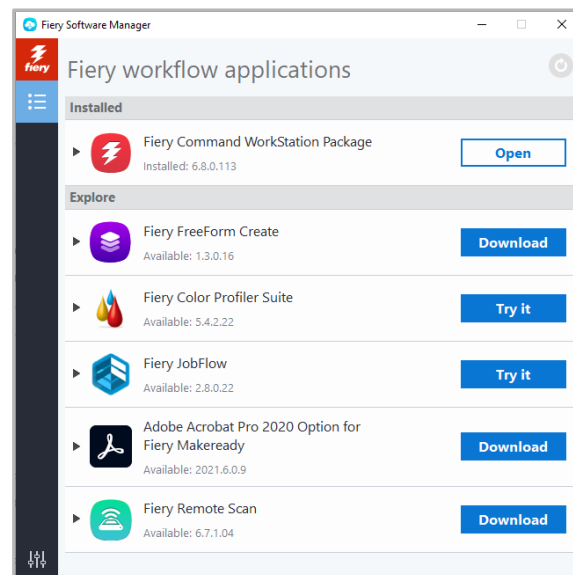 Fiery Software Manager
fiery
Fiery workflow applications
Installed
Fiery Command WorkStation Package
Installed: 6.8.0.113
Open
Explore
Fiery FreeForm Create
Available: 1.3.0.16
Download
Fiery Color Profiler Suite
Available: 5.4.2.22
Try it
Fiery JobFlow
Available: 2.8.0.22
Try it
Adobe Acrobat Pro 2020 Option for
Fiery Makeready
Available: 2021.6.0.9
Download
Fiery Remote Scan
Available: 6.7.1.04
Download